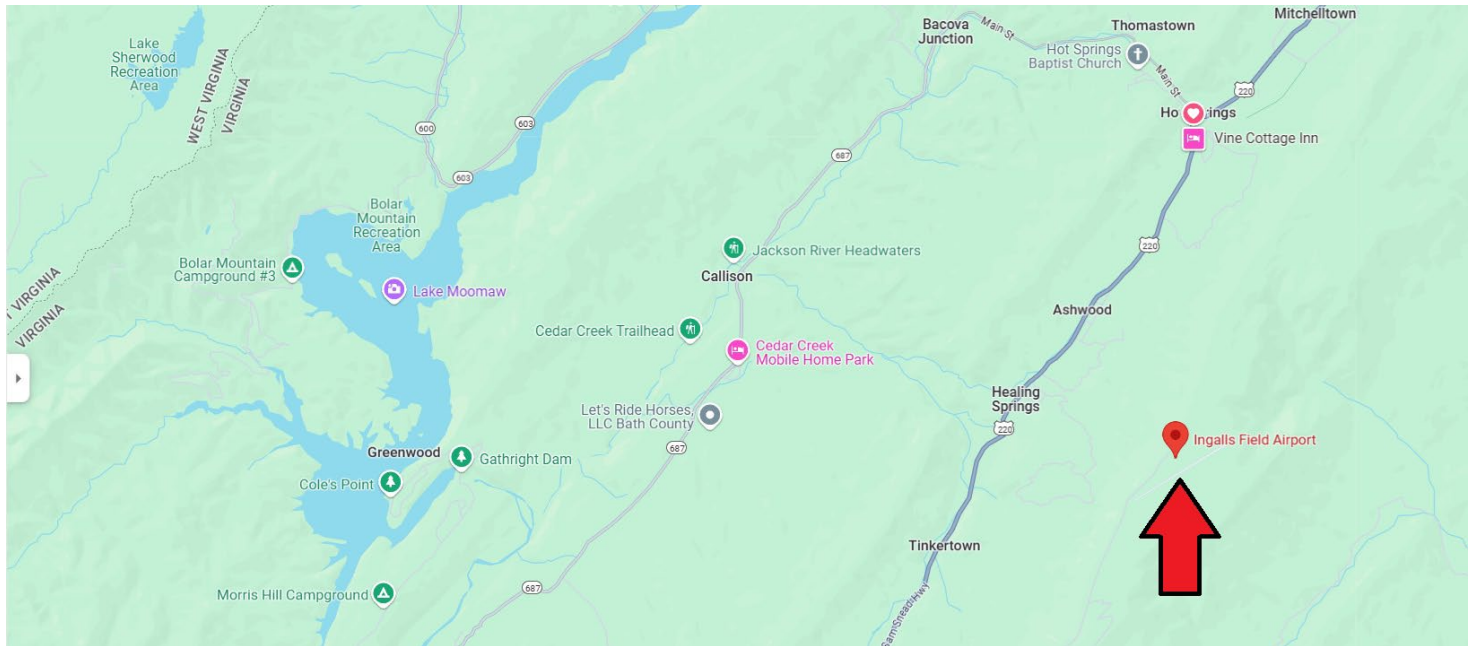 Lake
Sherwood
Recreation
Area
WEST VIRGINIA
VIRGINIA
600
603
603
Bacova
Junction
Main St
Thomastown
Mitchelltown
Hot Springs
Baptist Church
Main St
220
Vine Cottage Inn
687
Bolar
Mountain
Recreation
Area
Bolar Mountain
Campground #3
Lake Moomaw
Jackson River Headwaters
Callison
220
T VIRGINIA
VIRGINIA
Cedar Creek Trailhead
Cedar Creek
Mobile Home Park
Ashwood
Let's Ride Horses,
LLC Bath County
687
Healing
Springs
220
Ingalls Field Airport
Greenwood
Gathright Dam
Cole's Point
Tinkertown
Morris Hill Campground
687
Sam Snead Hwy